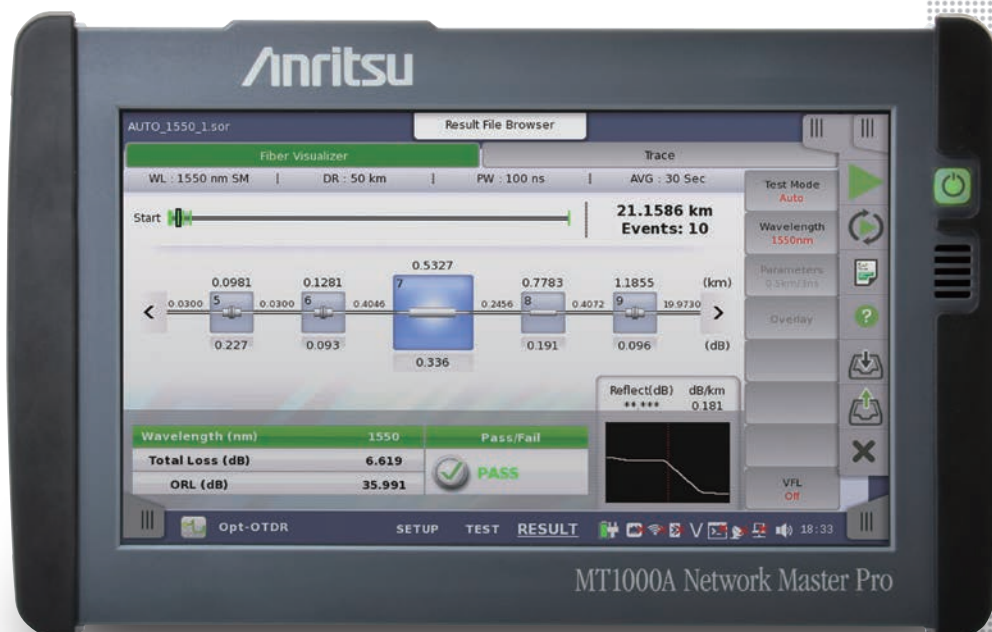 Anritsu
AUTO_1550_1.sor
Result File Browser
Fiber Visualizer
Trace
WL : 1550 nm SM | DR : 50 km | PW : 100 ns | AVG : 30 Sec
Start
21.1586 km
Events: 10
0.5327
0.0981 0.1281 0.7783 1.1855 (km)
5 6 7 8 9
0.0300 0.0300 0.4046 0.2456 0.4072 19.9730
< >
0.227 0.093 0.191 0.096 (dB)
0.336
Reflect(dB) dB/km
**.*** 0.181
Wavelength (nm) 1550 Pass/Fail
Total Loss (dB) 6.619
PASS
ORL (dB) 35.991
Test Mode
Auto
Wavelength
1550nm
Parameters
0.5km/3ns
Overlay
?
VFL
Off
Opt-OTDR SETUP TEST RESULT V 18:33
MT1000A Network Master Pro